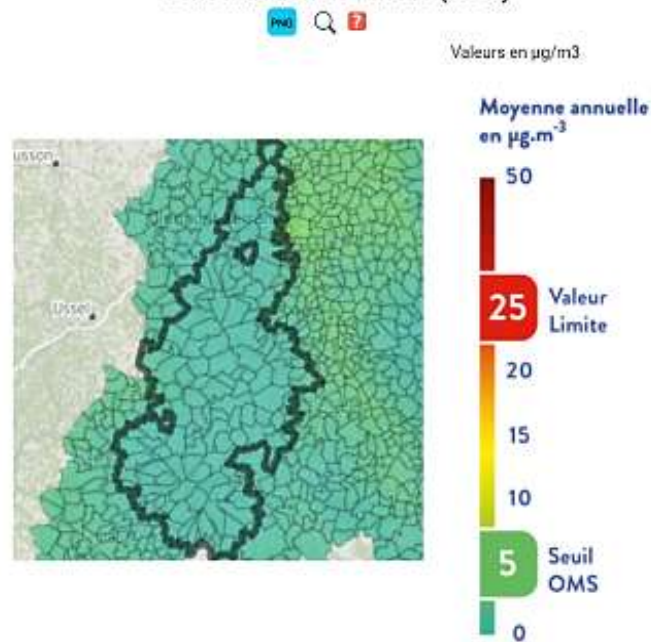 PNG ?
Valeurs en µg/m3
Moyenne annuelle
en µg.m⁻³
usson
50
Ussel
25 Valeur
Limite
20
15
10
5 Seuil
OMS
0